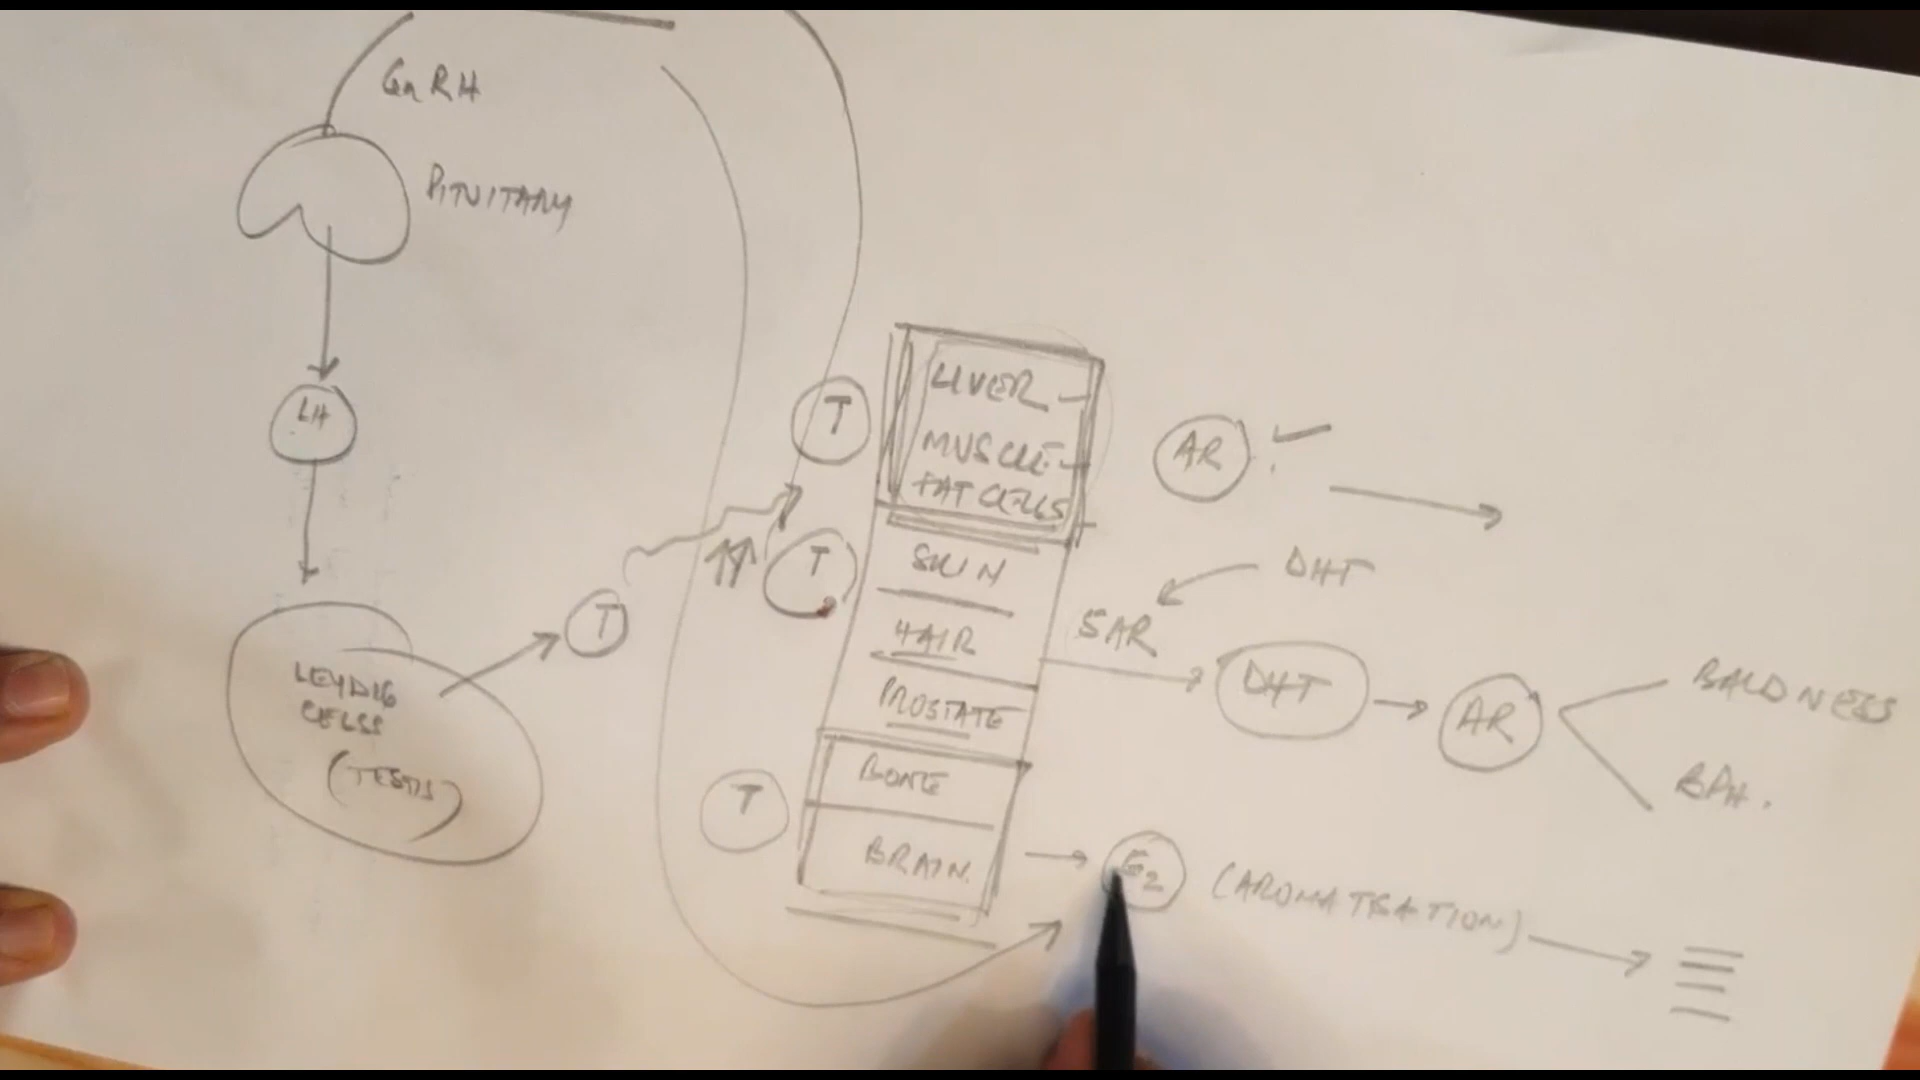 GnRH
PITUITARY
LH
LEYDIG
CELLS
(TESTIS)
T
T
T
T
LIVER
MUSCLE
FAT CELLS
SKIN
HAIR
PROSTATE
BONE
BRAIN.
AR
DHT
5AR
DHT
AR
BALDNESS
BPH.
E2 (AROMATISATION)